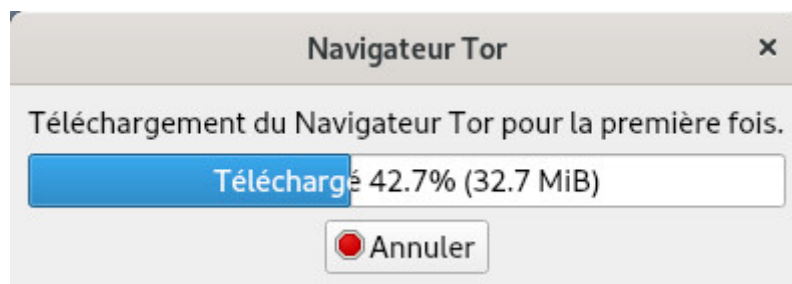 Navigateur Tor
Téléchargement du Navigateur Tor pour la première fois.
Téléchargé 42.7% (32.7 MiB)
Annuler